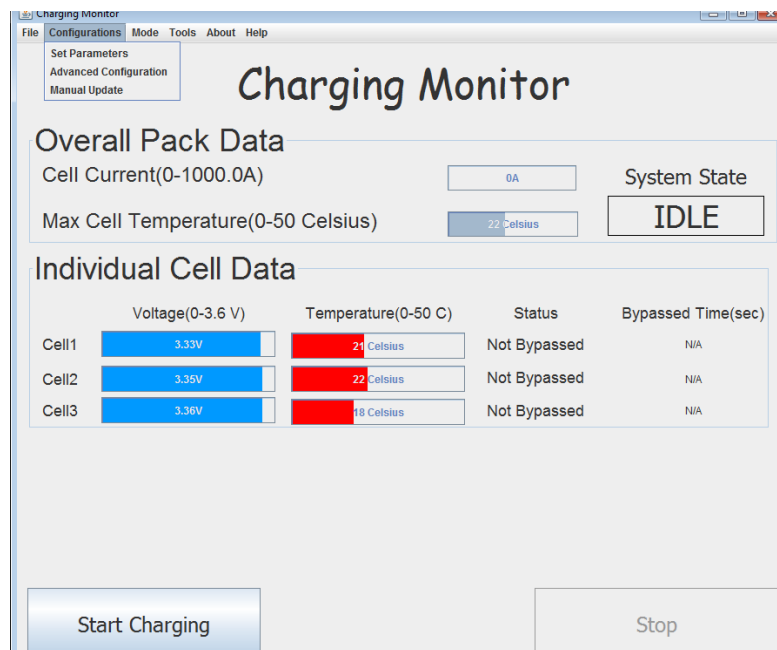 Charging Monitor
File Configurations Mode Tools About Help
Set Parameters
Advanced Configuration
Manual Update
Charging Monitor
Overall Pack Data
Cell Current(0-1000.0A) 0A System State
Max Cell Temperature(0-50 Celsius) 22 Celsius IDLE
Individual Cell Data
Voltage(0-3.6 V) Temperature(0-50 C) Status Bypassed Time(sec)
Cell1 3.33V 21 Celsius Not Bypassed N/A
Cell2 3.35V 22 Celsius Not Bypassed N/A
Cell3 3.36V 18 Celsius Not Bypassed N/A
Start Charging Stop